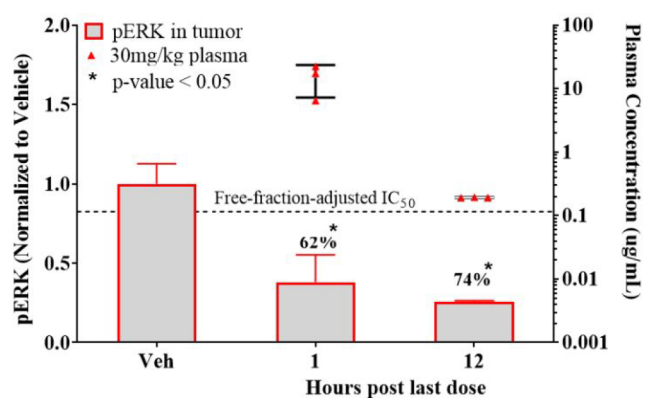 pERK in tumor
30mg/kg plasma
* p-value < 0.05
pERK (Normalized to Vehicle)
2.0
1.5
1.0
0.5
0.0
Free-fraction-adjusted IC50
62%*
74%*
100
10
1
0.1
0.01
0.001
Plasma Concentration (ug/mL)
Veh
1
12
Hours post last dose